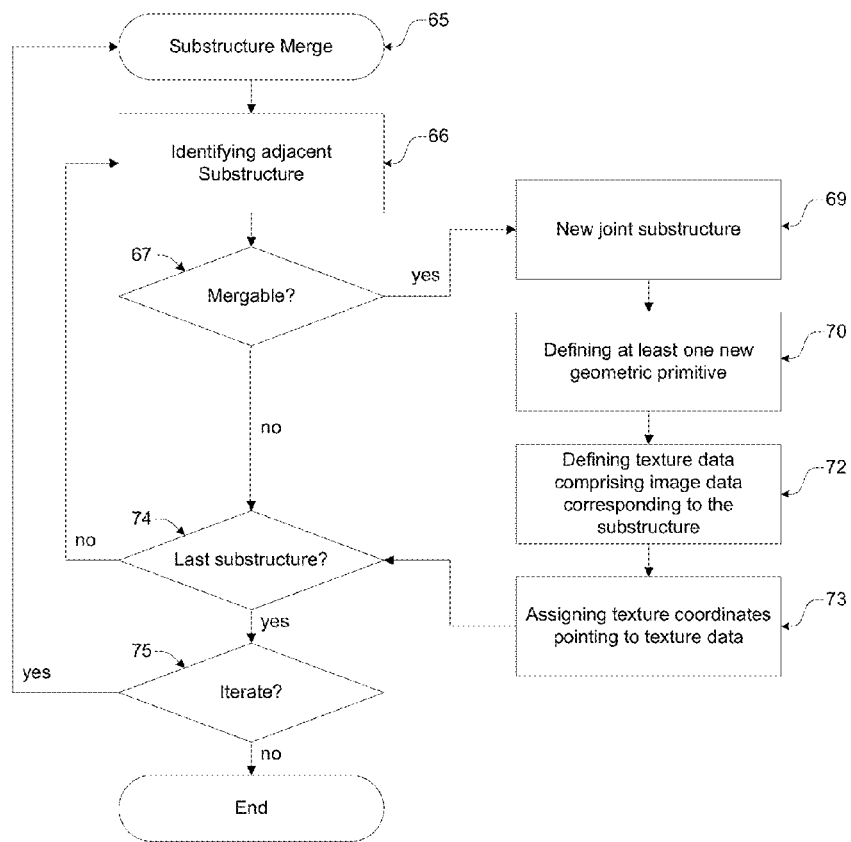 Substructure Merge
65
Identifying adjacent
Substructure
66
67
Mergable?
yes
New joint substructure
69
Defining at least one new
geometric primitive
70
no
Defining texture data
comprising image data
corresponding to the
substructure
72
74
Last substructure?
no
yes
Assigning texture coordinates
pointing to texture data
73
75
Iterate?
yes
no
End